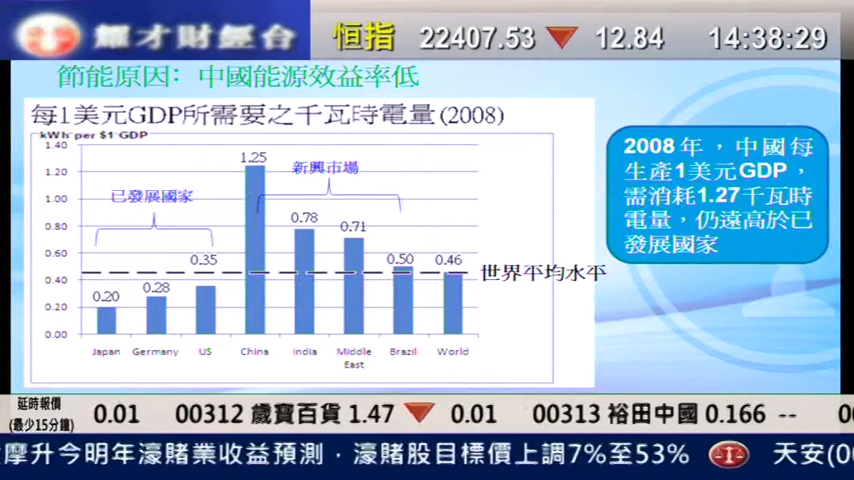 耀才財經台
恒指 22407.53 ▼ 12.84 14:38:29
節能原因: 中國能源效益率低
每1美元GDP所需要之千瓦時電量(2008)
kWh per $1 GDP
1.40
1.20
1.00
0.80
0.60
0.40
0.20
0.00
已發展國家
新興市場
0.20
0.28
0.35
1.25
0.78
0.71
0.50
0.46
世界平均水平
Japan Germany US China India Middle East Brazil World
2008年，中國每
生產1美元GDP，
需消耗1.27千瓦時
電量，仍遠高於已
發展國家
延時報價
(最少15分鐘)
0.01 00312 歲寶百貨 1.47 ▼ 0.01 00313 裕田中國 0.166 --
摩升今明年濠賭業收益預測，濠賭股目標價上調7%至53% 天安(00